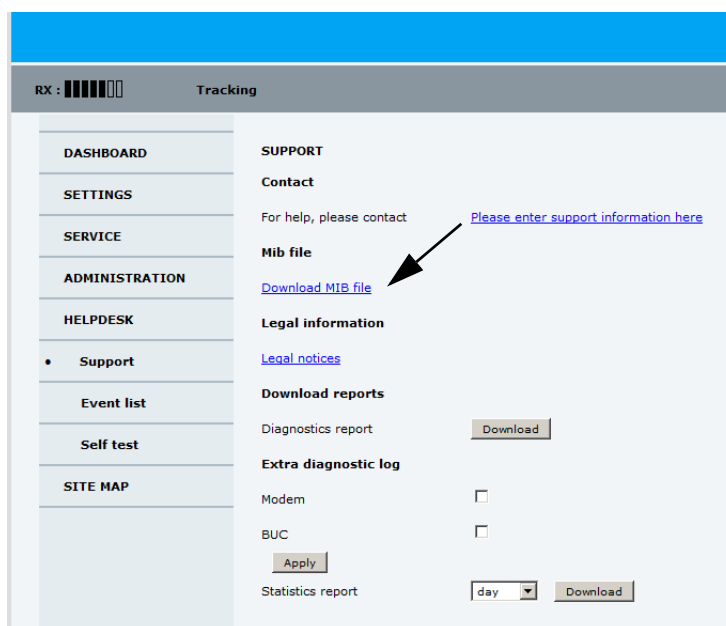 RX : Tracking
DASHBOARD
SETTINGS
SERVICE
ADMINISTRATION
HELPDESK
• Support
Event list
Self test
SITE MAP
SUPPORT
Contact
For help, please contact Please enter support information here
Mib file
Download MIB file
Legal information
Legal notices
Download reports
Diagnostics report Download
Extra diagnostic log
Modem
BUC
Apply
Statistics report day Download